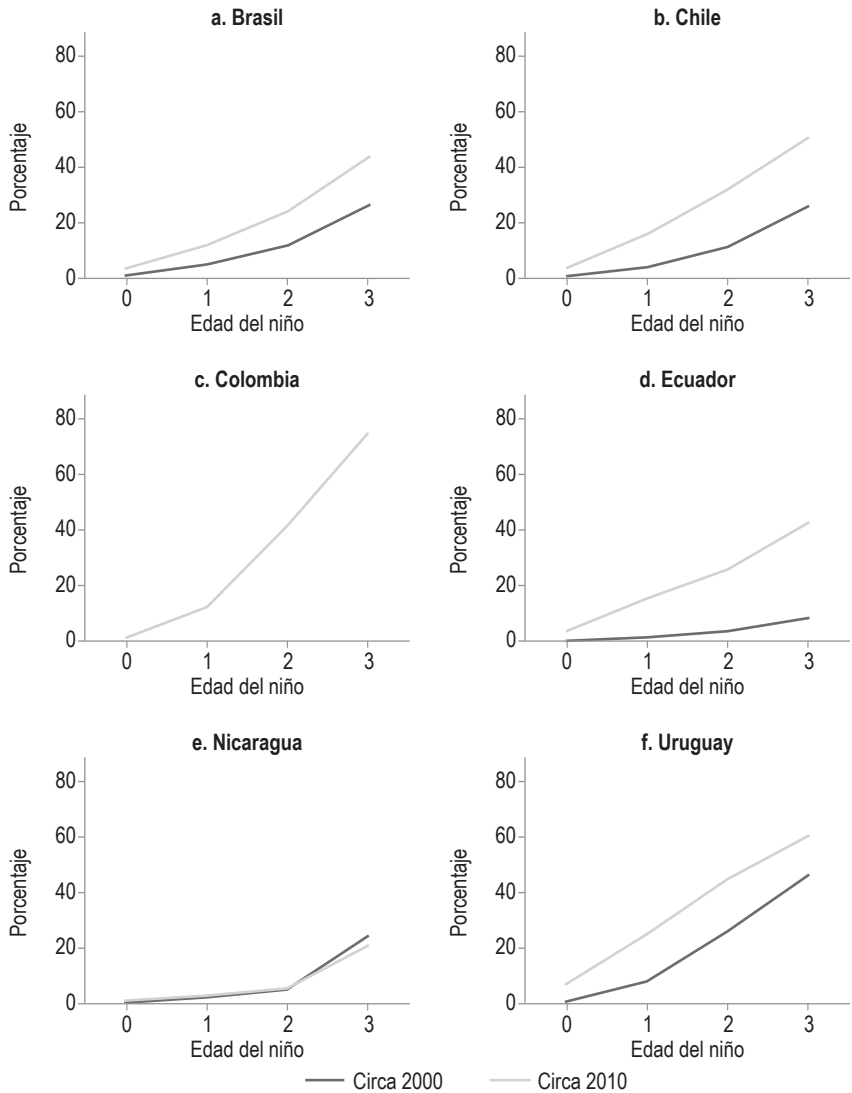 a. Brasil
80
60
40
20
0
Porcentaje
0 1 2 3
Edad del niño
b. Chile
80
60
40
20
0
Porcentaje
0 1 2 3
Edad del niño
c. Colombia
80
60
40
20
0
Porcentaje
0 1 2 3
Edad del niño
d. Ecuador
80
60
40
20
0
Porcentaje
0 1 2 3
Edad del niño
e. Nicaragua
80
60
40
20
0
Porcentaje
0 1 2 3
Edad del niño
f. Uruguay
80
60
40
20
0
Porcentaje
0 1 2 3
Edad del niño
Circa 2000 Circa 2010